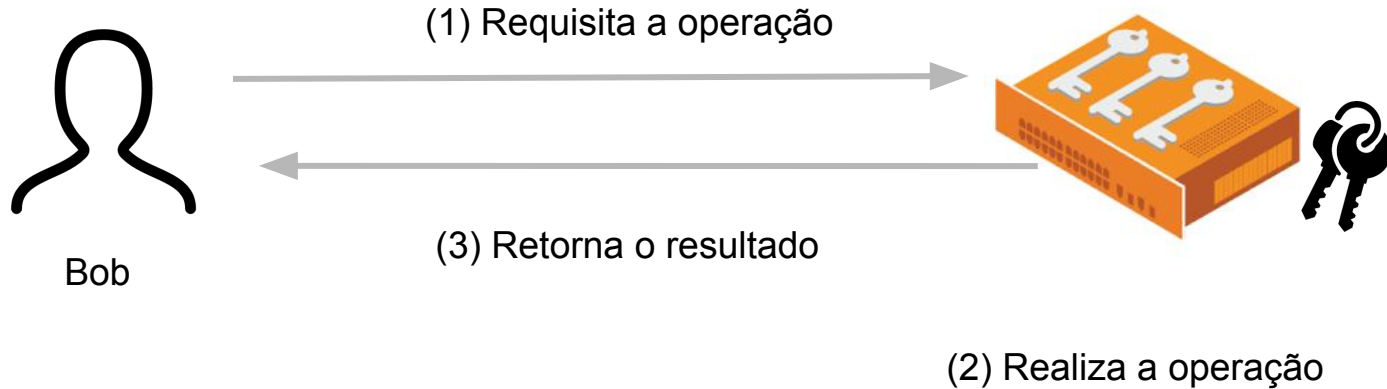 (1) Requisita a operação
(3) Retorna o resultado
Bob
(2) Realiza a operação